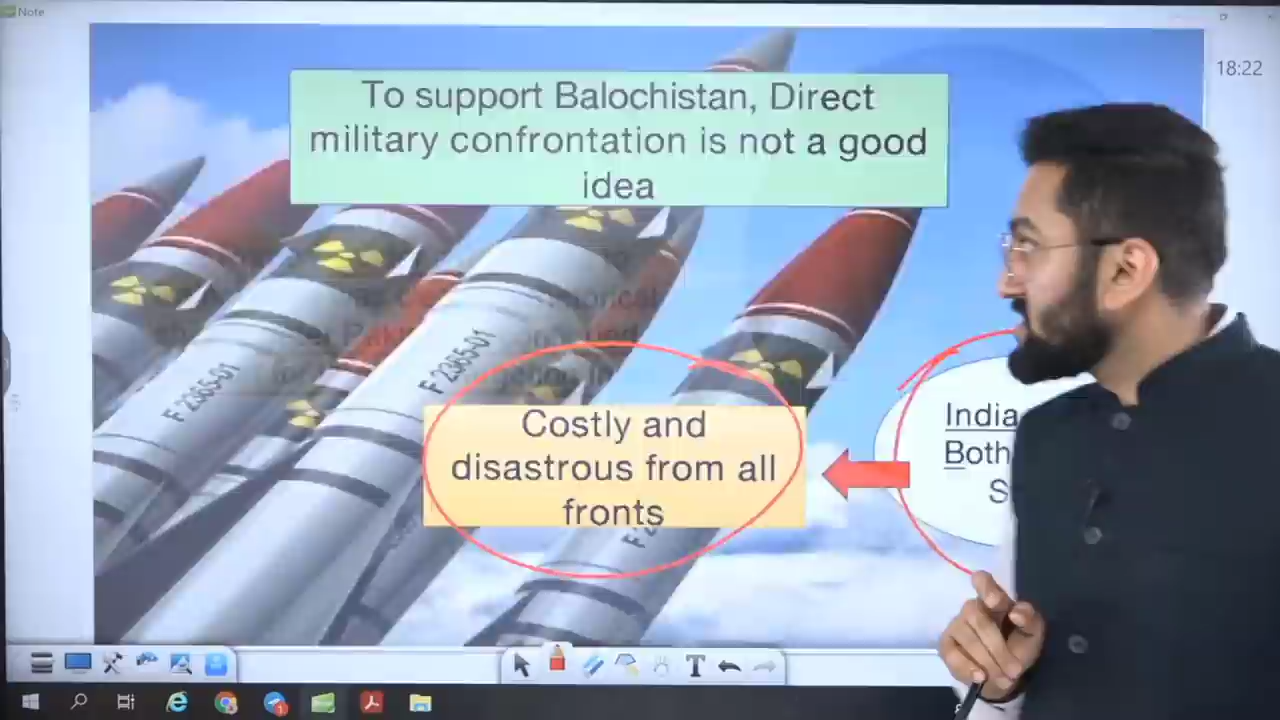 Note
18:22
To support Balochistan, Direct
military confrontation is not a good
idea
F 2365-01
F 2365-01
Costly and
disastrous from all
fronts
India
Both
S
T
1